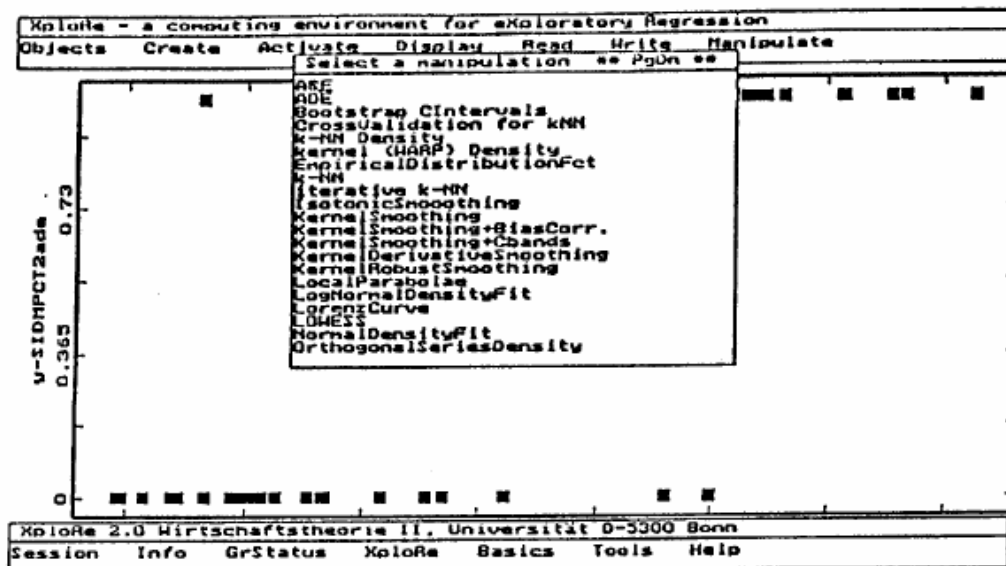 XploRe - a computing environment for eXploratory Regression
Objects Create Activate Display Read Write Manipulate
Select a manipulation ** PgDn **
ADE
Bootstrap CIntervals
CrossValidation for kNN
k-NN Density
kernel (WARP) Density
EmpiricalDistributionFct
k-NN
iterative k-NN
IsotonicSmoothing
KernelSmoothing
KernelSmoothing+BiasCorr.
KernelSmoothing+Cbands
KernelDerivativeSmoothing
KernelRobustSmoothing
LocalParabolae
LogNormalDensityFit
LorenzCurve
LOWESS
NormalDensityFit
OrthogonalSeriesDensity
y-SIDMPCT2ade
0.73
0.365
0
XploRe 2.0 Wirtschaftstheorie II, Universität D-5300 Bonn
Session Info GrStatus XploRe Basics Tools Help